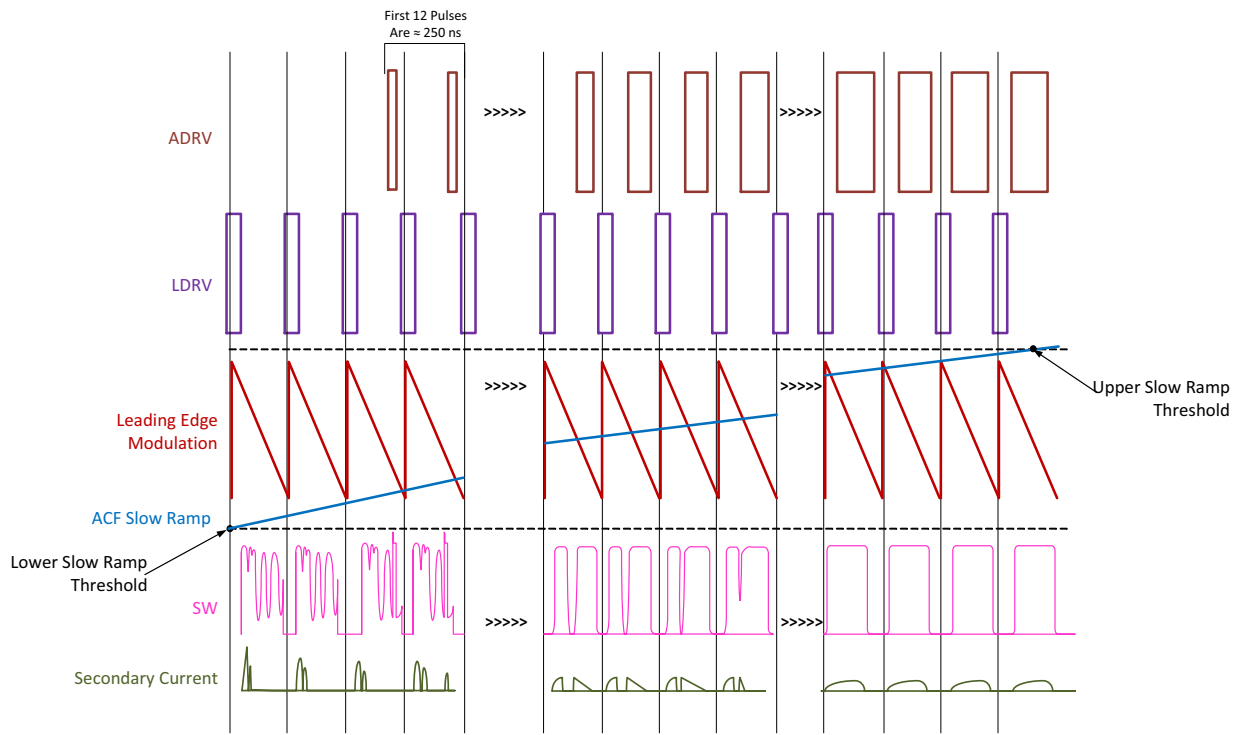 First 12 Pulses
Are ≈ 250 ns
ADRV
>>>>>
>>>>>
LDRV
>>>>>
>>>>>
Upper Slow Ramp
Threshold
Leading Edge
Modulation
ACF Slow Ramp
Lower Slow Ramp
Threshold
SW
>>>>>
>>>>>
Secondary Current